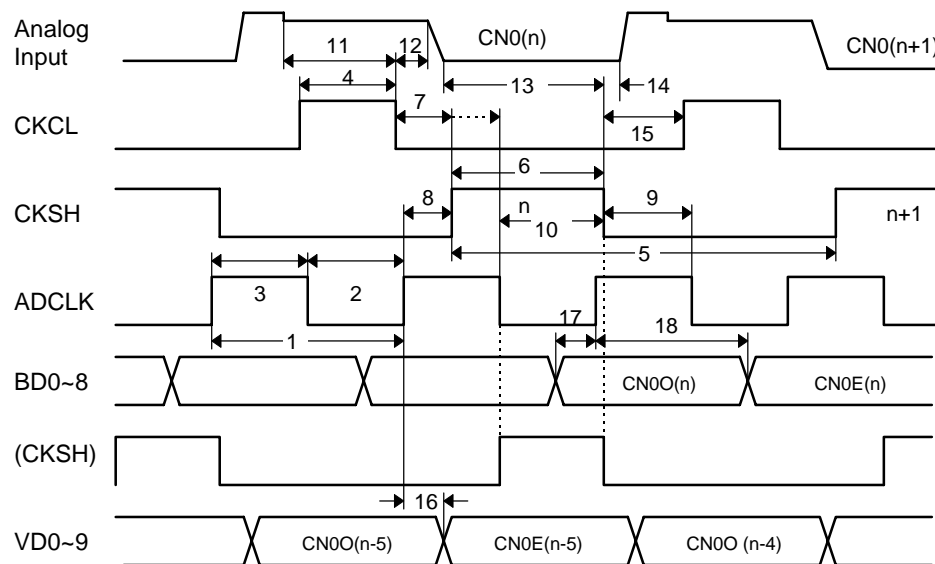 Analog
Input
CN0(n)
CN0(n+1)
11
12
4
13
14
CKCL
7
15
6
CKSH
8
n
9
n+1
10
5
ADCLK
3
2
17
18
1
BD0~8
CN0O(n)
CN0E(n)
(CKSH)
16
VD0~9
CN0O(n-5)
CN0E(n-5)
CN0O (n-4)